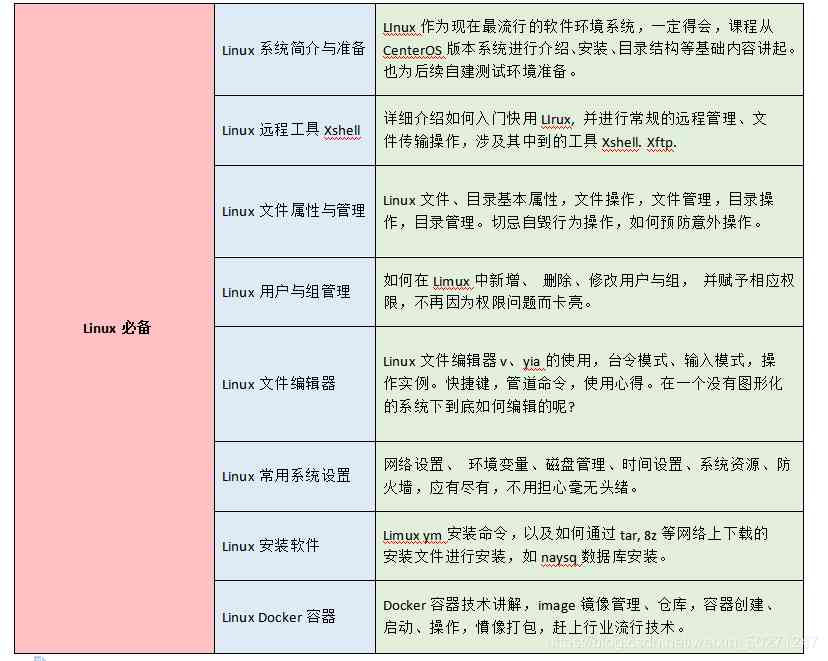 Linux 必备
Linux 系统简介与准备
LInux 作为现在最流行的软件环境系统，一定得会，课程从
CenterOS 版本系统进行介绍、安装、目录结构等基础内容讲起。
也为后续自建测试环境准备。
Linux 远程工具 Xshell
详细介绍如何入门快用 Lirux, 并进行常规的远程管理、文
件传输操作，涉及其中到的工具 Xshell. Xftp.
Linux 文件属性与管理
Linux 文件、目录基本属性，文件操作，文件管理，目录操
作，目录管理。切忌自毁行为操作，如何预防意外操作。
Linux 用户与组管理
如何在 Limux 中新增、 删除、修改用户与组， 并赋予相应权
限，不再因为权限问题而卡亮。
Linux 文件编辑器
Linux 文件编辑器 v、yia 的使用，台令模式、输入模式，操
作实例。快捷键，管道命令，使用心得。在一个没有图形化
的系统下到底如何编辑的呢?
Linux 常用系统设置
网络设置、 环境变量、磁盘管理、时间设置、系统资源、防
火墙，应有尽有，不用担心毫无头绪。
Linux 安装软件
Limux ym 安装命令，以及如何通过 tar, 8z 等网络上下载的
安装文件进行安装，如 naysq 数据库安装。
Linux Docker 容器
Docker 容器技术讲解，image 镜像管理、仓库，容器创建、
启动、操作，慣像打包，赶上行业流行技术。